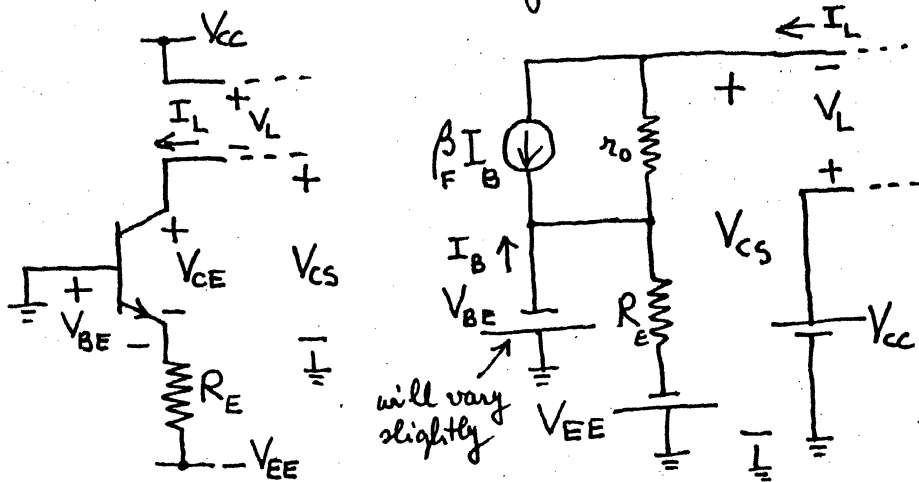 V_CC
+
I_L
V_L
−
+
+
V_CE
V_CS
+
V_BE
−
−
−
R_E
−V_EE
I_L
+
−
V_L
β_F I_B
r_0
+
I_B
V_BE
R_E
V_CS
V_CC
will vary
slightly
V_EE
−